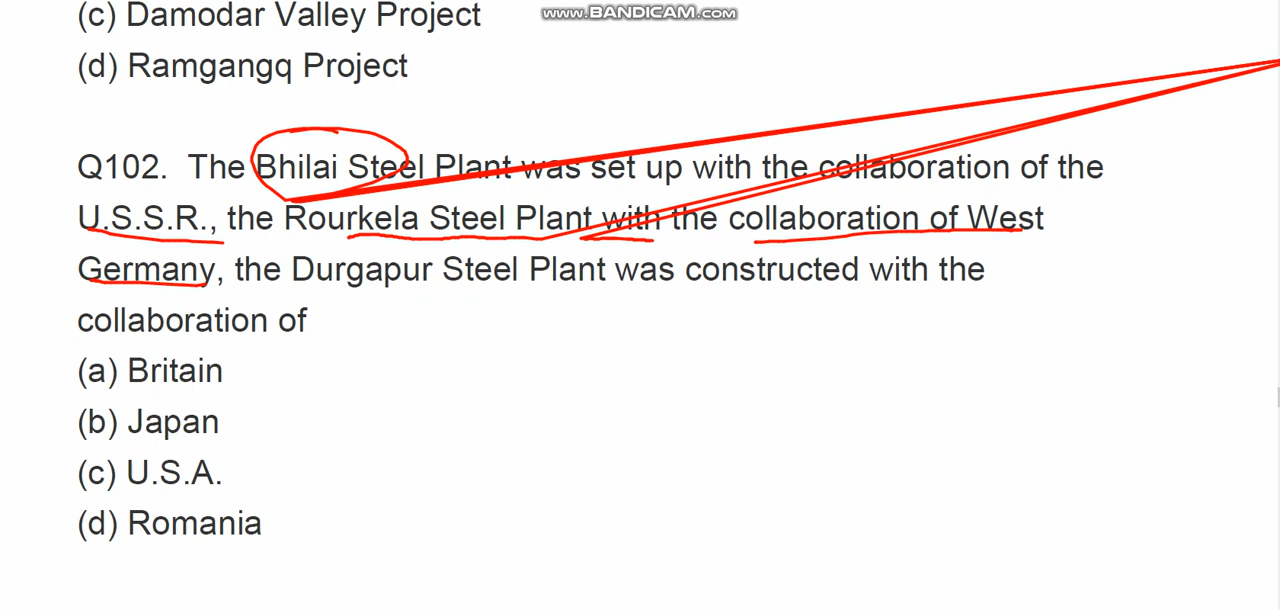 (c) Damodar Valley Project
www.BANDICAM.com
(d) Ramgangq Project
Q102. The Bhilai Steel Plant was set up with the collaboration of the
U.S.S.R., the Rourkela Steel Plant with the collaboration of West
Germany, the Durgapur Steel Plant was constructed with the
collaboration of
(a) Britain
(b) Japan
(c) U.S.A.
(d) Romania